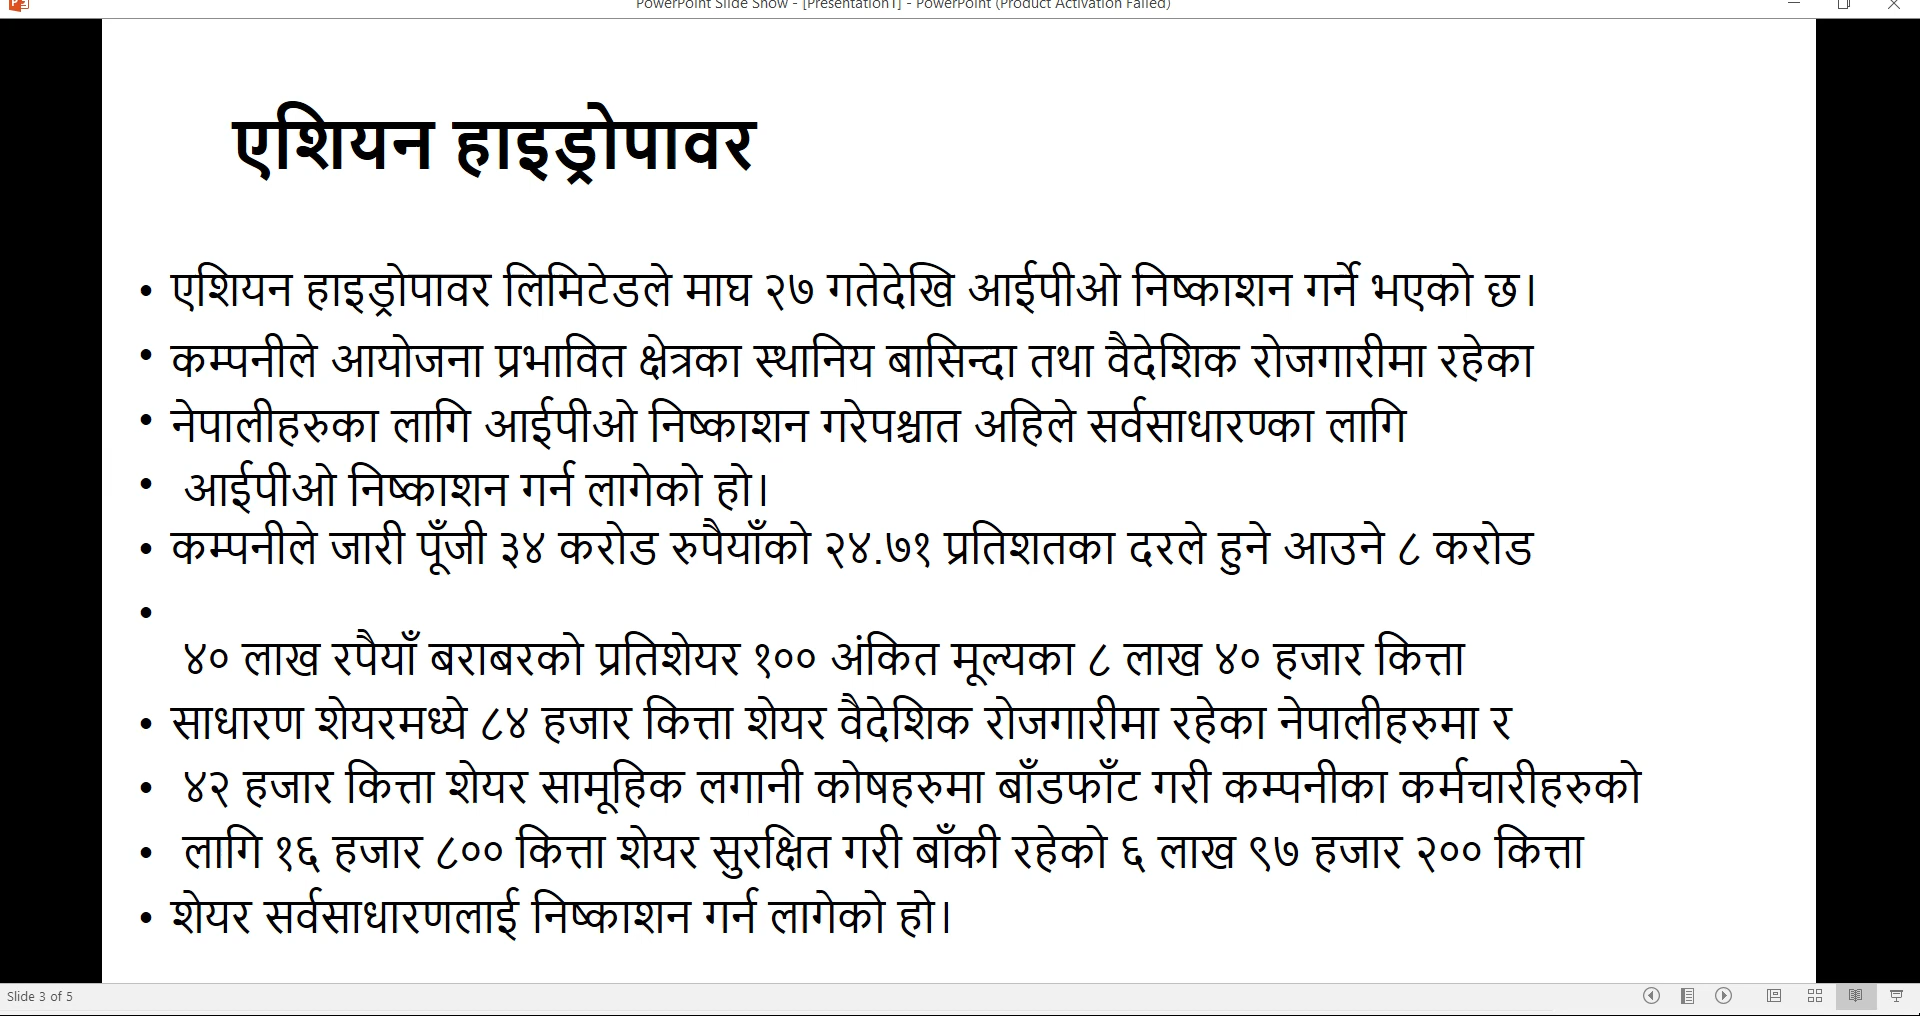 PowerPoint Slide Show - [Presentation1] - PowerPoint (Product Activation Failed)
एशियन हाइड्रोपावर
• एशियन हाइड्रोपावर लिमिटेडले माघ २७ गतेदेखि आईपीओ निष्काशन गर्ने भएको छ।
• कम्पनीले आयोजना प्रभावित क्षेत्रका स्थानिय बासिन्दा तथा वैदेशिक रोजगारीमा रहेका
• नेपालीहरुका लागि आईपीओ निष्काशन गरेपश्चात अहिले सर्वसाधारण्का लागि
• आईपीओ निष्काशन गर्न लागेको हो।
• कम्पनीले जारी पूँजी ३४ करोड रुपैयाँको २४.७१ प्रतिशतका दरले हुने आउने ८ करोड
•
४० लाख रपैयाँ बराबरको प्रतिशेयर १०० अंकित मूल्यका ८ लाख ४० हजार कित्ता
• साधारण शेयरमध्ये ८४ हजार कित्ता शेयर वैदेशिक रोजगारीमा रहेका नेपालीहरुमा र
• ४२ हजार कित्ता शेयर सामूहिक लगानी कोषहरुमा बाँडफाँट गरी कम्पनीका कर्मचारीहरुको
• लागि १६ हजार ८०० कित्ता शेयर सुरक्षित गरी बाँकी रहेको ६ लाख ९७ हजार २०० कित्ता
• शेयर सर्वसाधारणलाई निष्काशन गर्न लागेको हो।
Slide 3 of 5